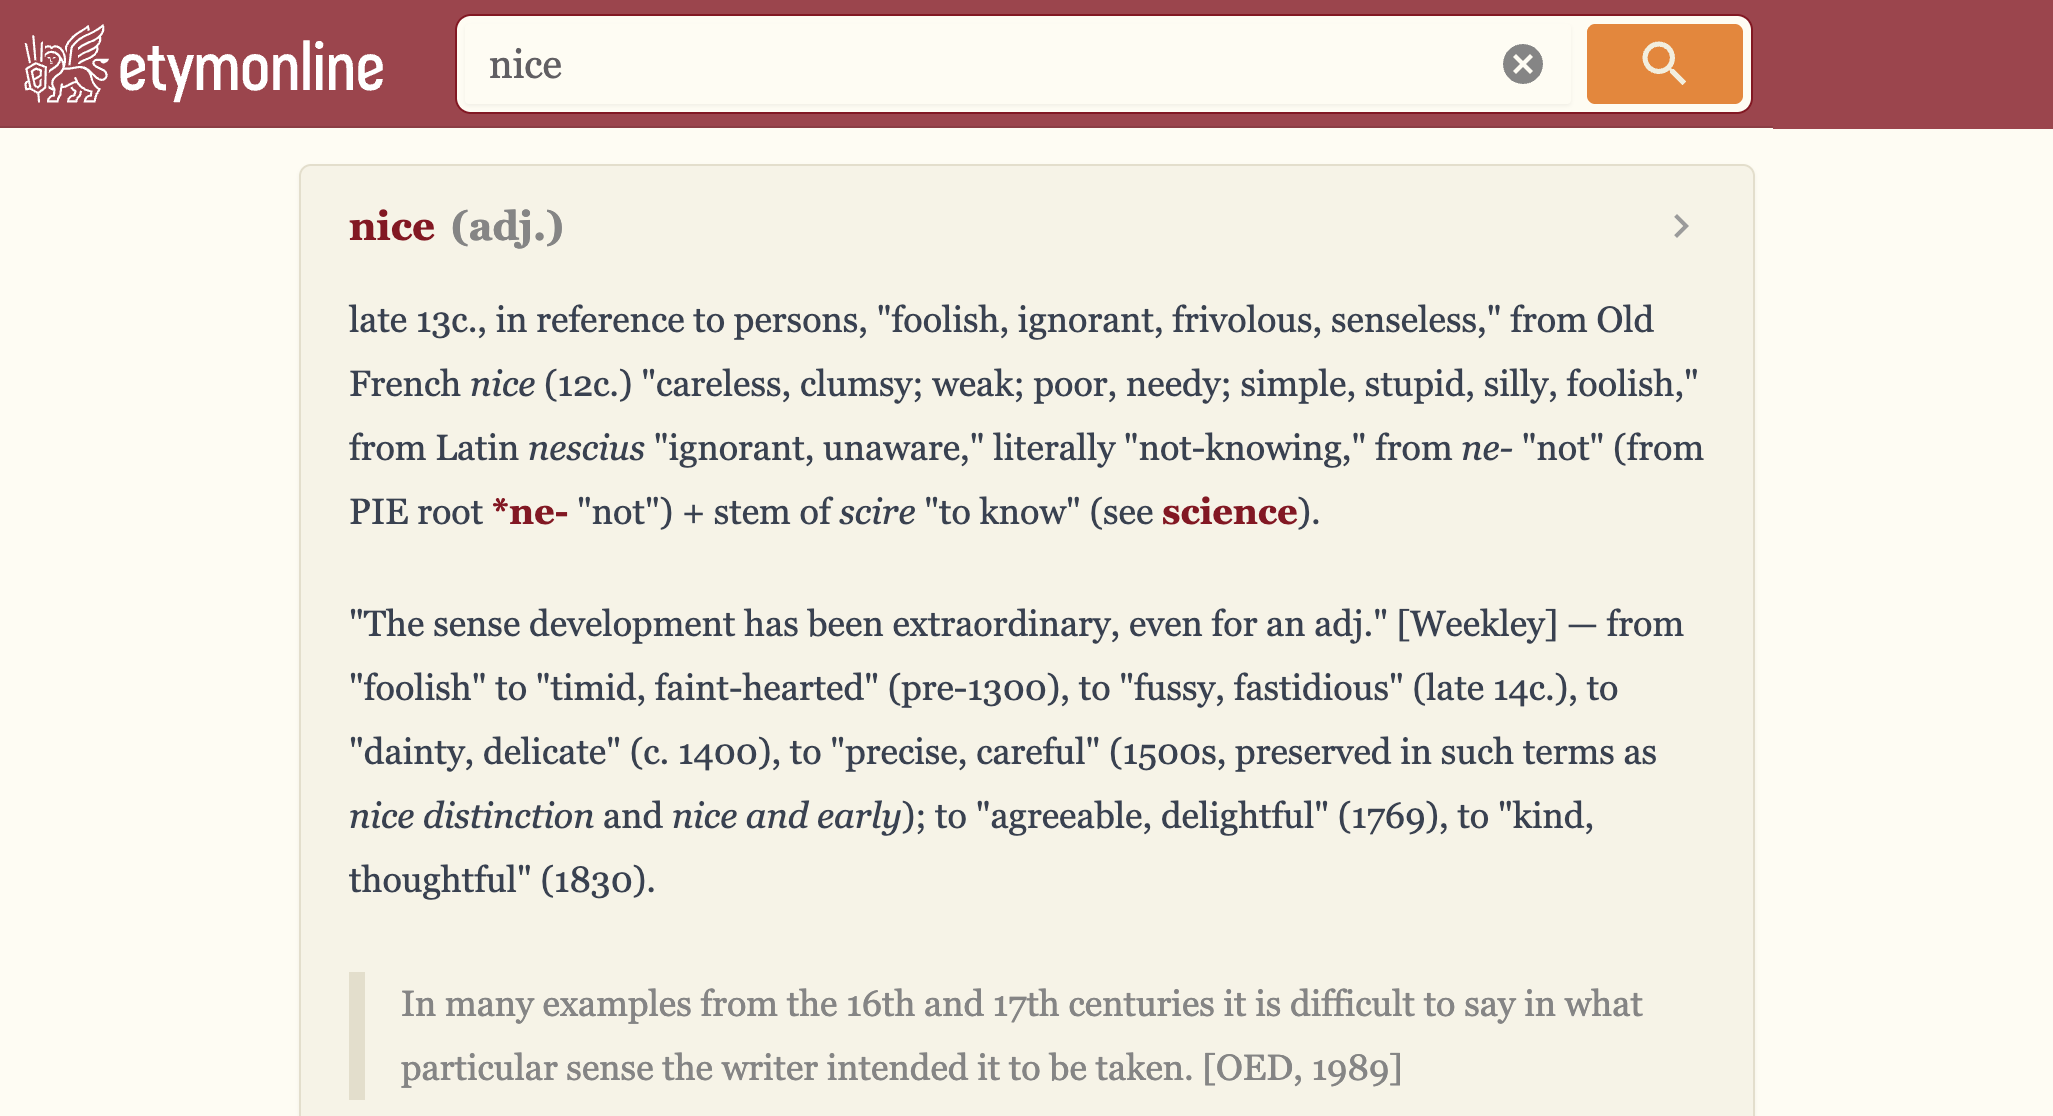 etymonline
nice
nice (adj.)
late 13c., in reference to persons, "foolish, ignorant, frivolous, senseless," from Old
French nice (12c.) "careless, clumsy; weak; poor, needy; simple, stupid, silly, foolish,"
from Latin nescius "ignorant, unaware," literally "not-knowing," from ne- "not" (from
PIE root *ne- "not") + stem of scire "to know" (see science).
"The sense development has been extraordinary, even for an adj." [Weekley] — from
"foolish" to "timid, faint-hearted" (pre-1300), to "fussy, fastidious" (late 14c.), to
"dainty, delicate" (c. 1400), to "precise, careful" (1500s, preserved in such terms as
nice distinction and nice and early); to "agreeable, delightful" (1769), to "kind,
thoughtful" (1830).
In many examples from the 16th and 17th centuries it is difficult to say in what
particular sense the writer intended it to be taken. [OED, 1989]